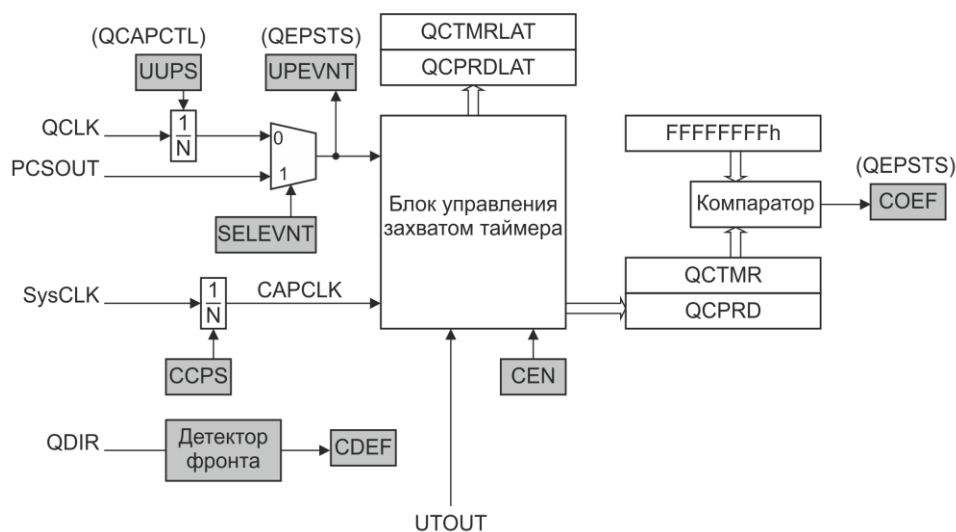 QCTMRLAT
QCPRDLAT
(QCAPCTL)
UUPS
(QEPSTS)
UPEVNT
QCLK
1
N
0
1
PCSOUT
SELEVNT
Блок управления
захватом таймера
FFFFFFFFh
Компаратор
(QEPSTS)
COEF
QCTMR
QCPRD
SysCLK
1
N
CAPCLK
CCPS
CEN
QDIR
Детектор
фронта
CDEF
UTOUT